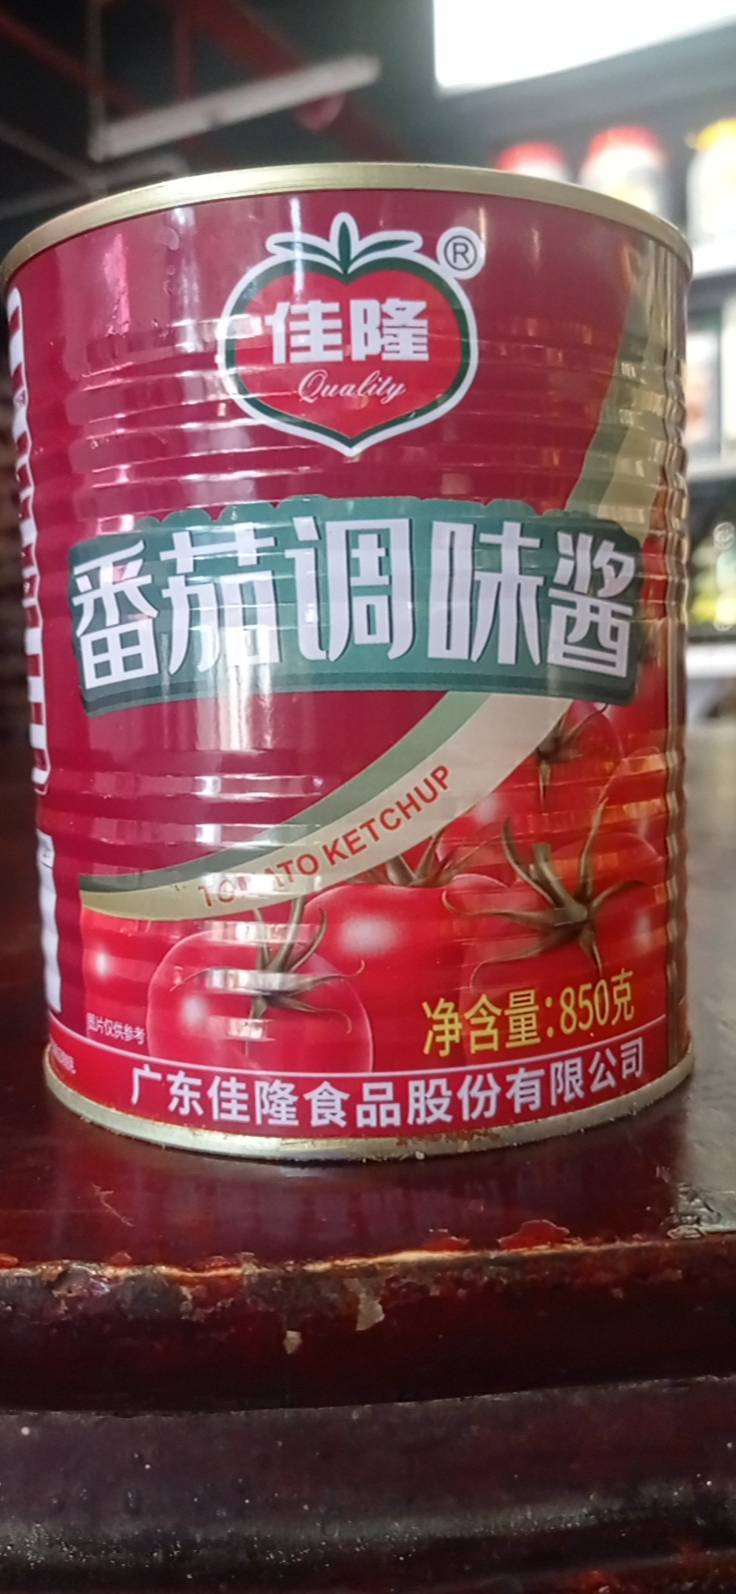 佳隆
®
Quality
番茄调味酱
TOMATO KETCHUP
净含量:850克
图片仅供参考
广东佳隆食品股份有限公司